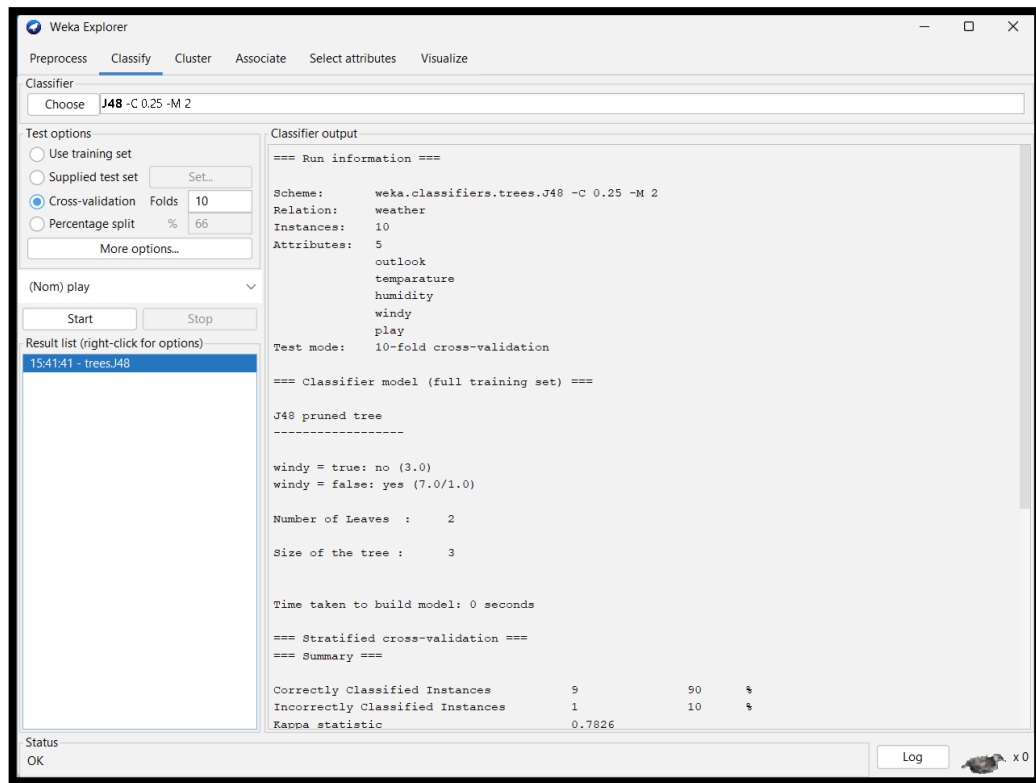 Weka Explorer
Preprocess Classify Cluster Associate Select attributes Visualize
Classifier
Choose J48 -C 0.25 -M 2
Test options
Use training set
Supplied test set Set...
Cross-validation Folds 10
Percentage split % 66
More options...
(Nom) play
Start Stop
Result list (right-click for options)
15:41:41 - trees.J48
Classifier output
=== Run information ===
Scheme: weka.classifiers.trees.J48 -C 0.25 -M 2
Relation: weather
Instances: 10
Attributes: 5
outlook
temparature
humidity
windy
play
Test mode: 10-fold cross-validation
=== Classifier model (full training set) ===
J48 pruned tree
------------------
windy = true: no (3.0)
windy = false: yes (7.0/1.0)
Number of Leaves : 2
Size of the tree : 3
Time taken to build model: 0 seconds
=== Stratified cross-validation ===
=== Summary ===
Correctly Classified Instances 9 90 %
Incorrectly Classified Instances 1 10 %
Kappa statistic 0.7826
Status
OK
Log x 0